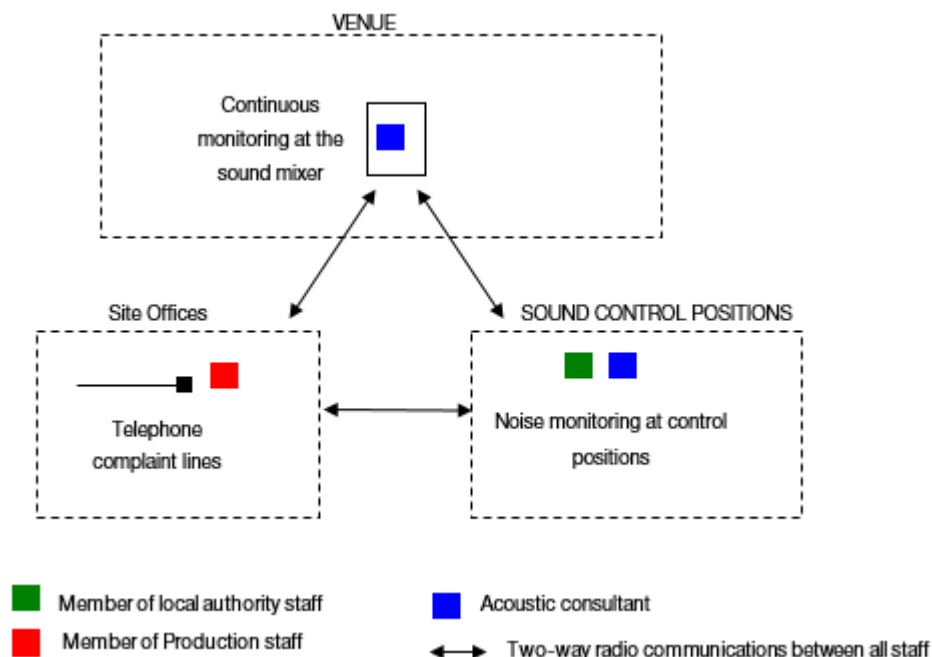 VENUE
Continuous
monitoring at the
sound mixer
Site Offices
SOUND CONTROL POSITIONS
Telephone
complaint lines
Noise monitoring at control
positions
Member of local authority staff
Acoustic consultant
Member of Production staff
Two-way radio communications between all staff